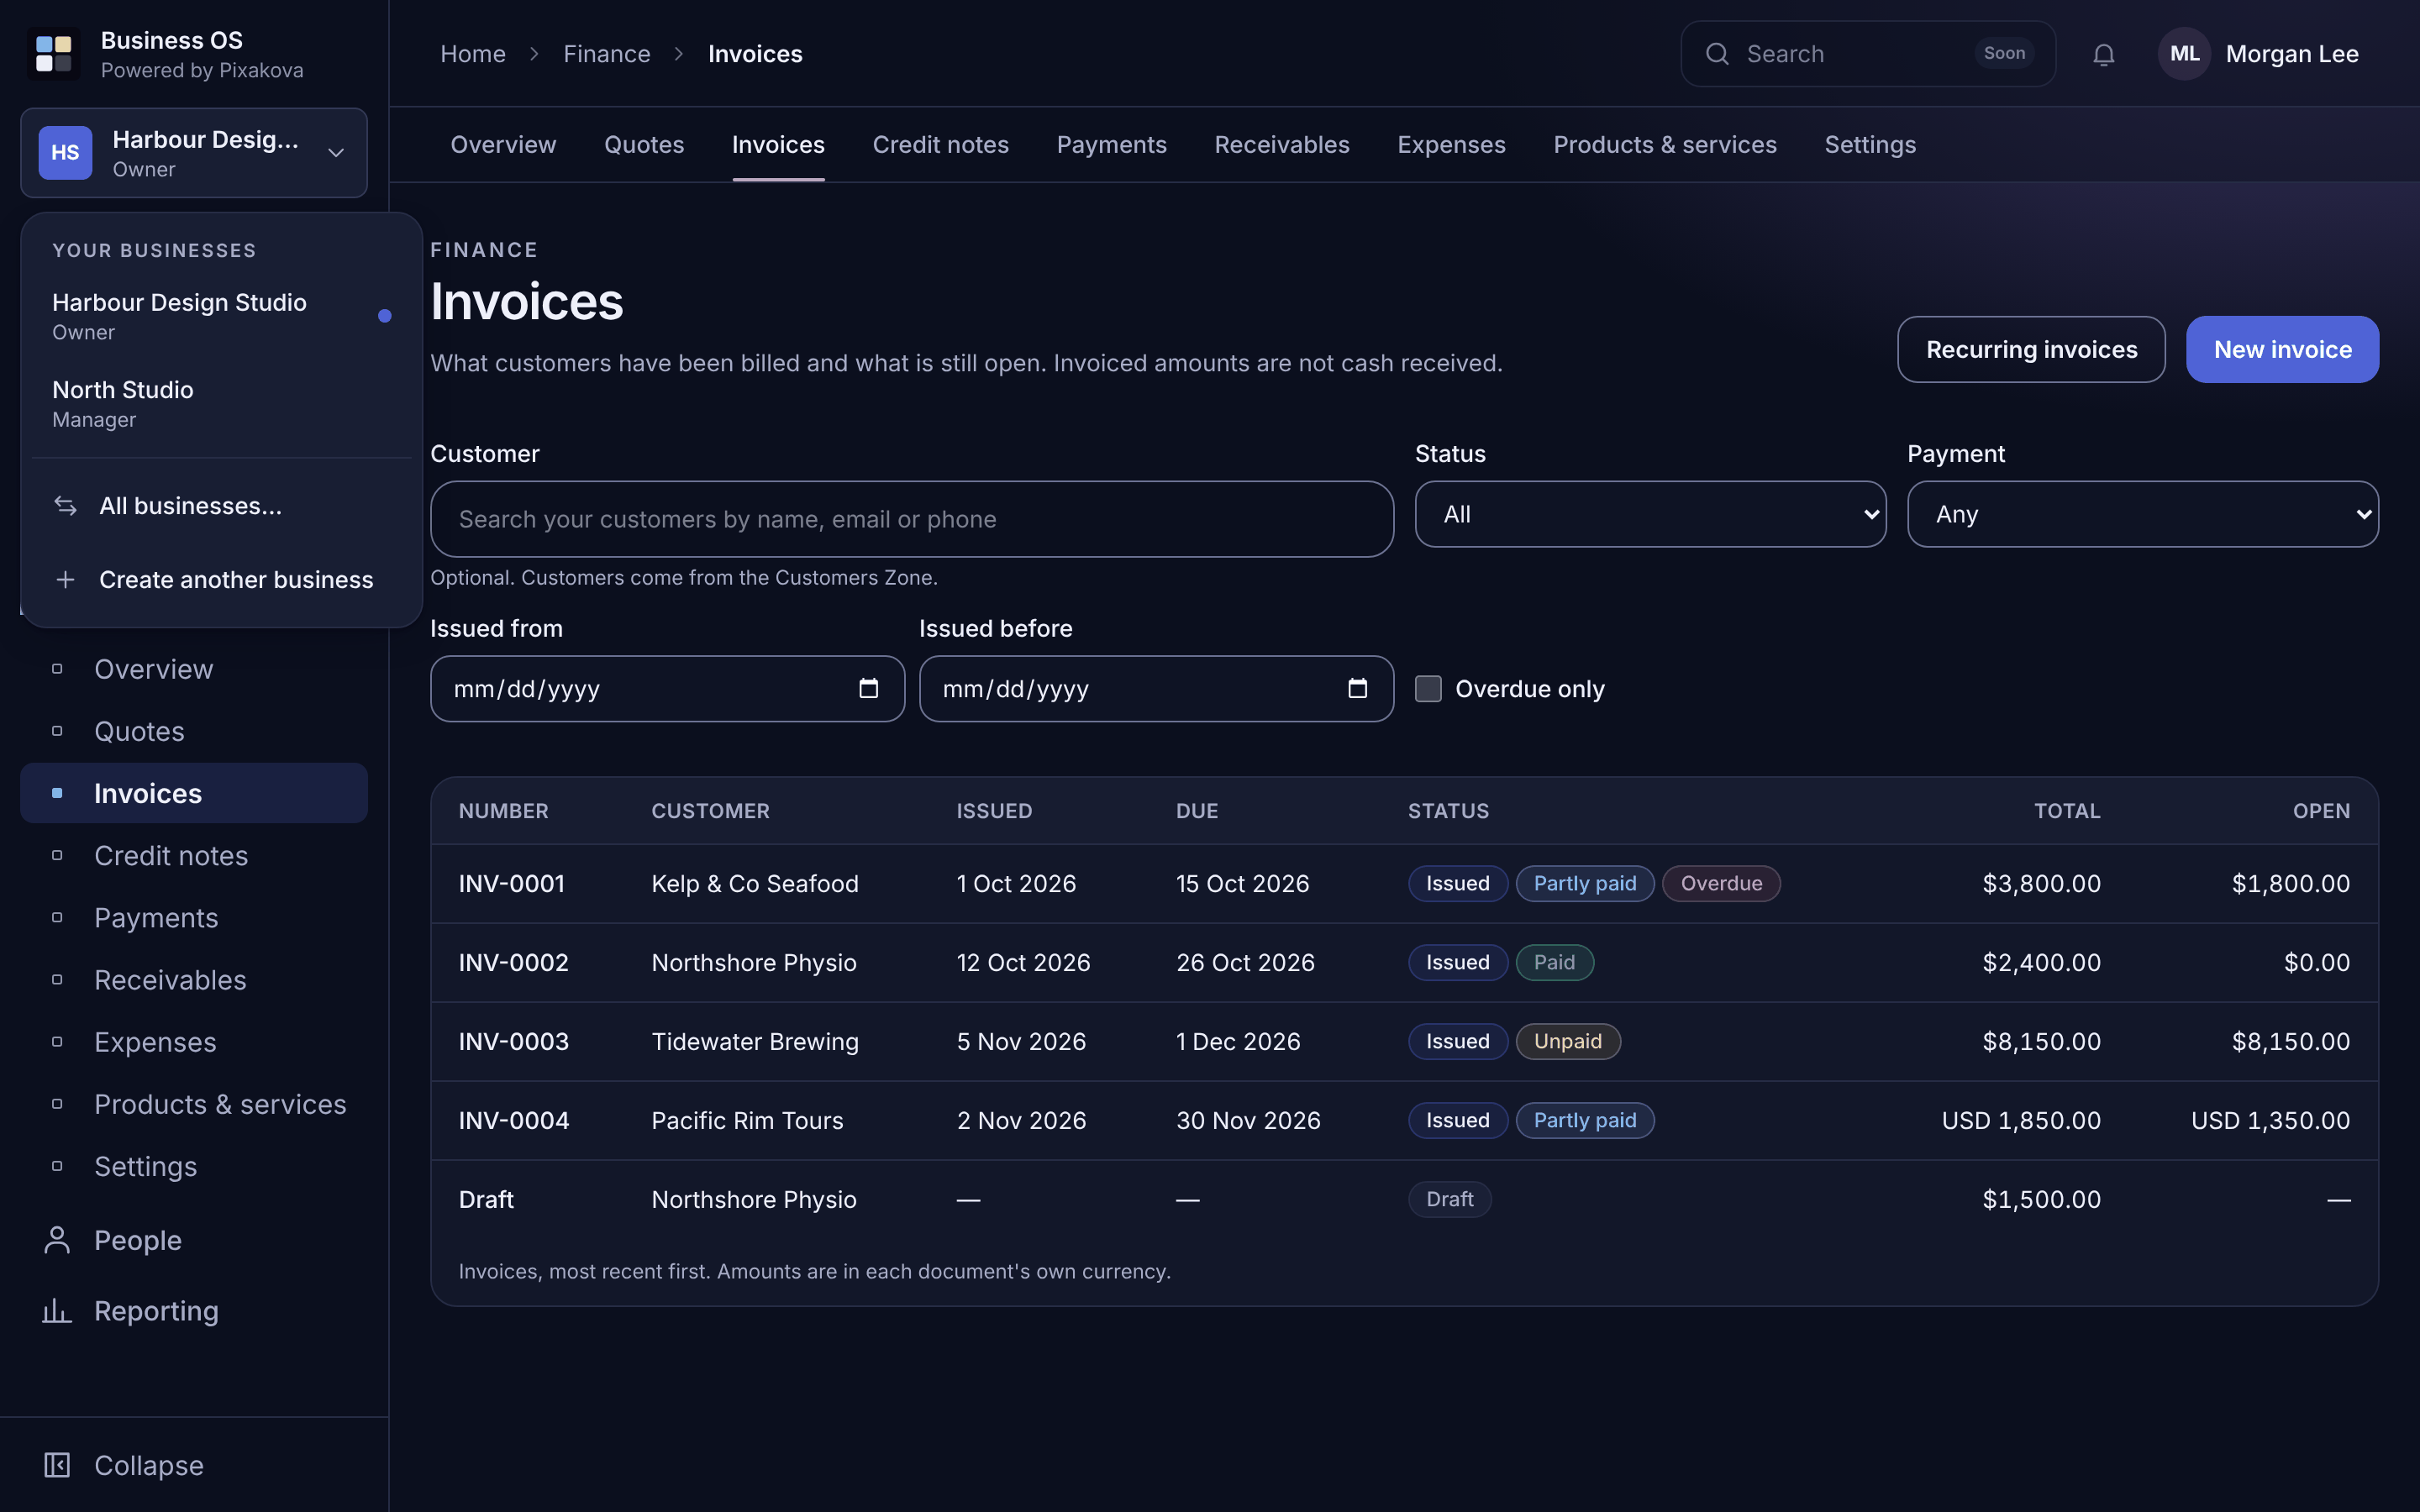 Business OS
Powered by Pixakova
HS
Harbour Desig...
Owner
YOUR BUSINESSES
Harbour Design Studio
Owner
North Studio
Manager
All businesses...
Create another business
Overview
Quotes
Invoices
Credit notes
Payments
Receivables
Expenses
Products & services
Settings
People
Reporting
Collapse
Home > Finance > Invoices
Search Soon
ML Morgan Lee
Overview Quotes Invoices Credit notes Payments Receivables Expenses Products & services Settings
FINANCE
Invoices
What customers have been billed and what is still open. Invoiced amounts are not cash received.
Recurring invoices New invoice
Customer Status Payment
Search your customers by name, email or phone All Any
Optional. Customers come from the Customers Zone.
Issued from Issued before
mm/dd/yyyy mm/dd/yyyy Overdue only
NUMBER CUSTOMER ISSUED DUE STATUS TOTAL OPEN
INV-0001 Kelp & Co Seafood 1 Oct 2026 15 Oct 2026 Issued Partly paid Overdue $3,800.00 $1,800.00
INV-0002 Northshore Physio 12 Oct 2026 26 Oct 2026 Issued Paid $2,400.00 $0.00
INV-0003 Tidewater Brewing 5 Nov 2026 1 Dec 2026 Issued Unpaid $8,150.00 $8,150.00
INV-0004 Pacific Rim Tours 2 Nov 2026 30 Nov 2026 Issued Partly paid USD 1,850.00 USD 1,350.00
Draft Northshore Physio — — Draft $1,500.00 —
Invoices, most recent first. Amounts are in each document's own currency.